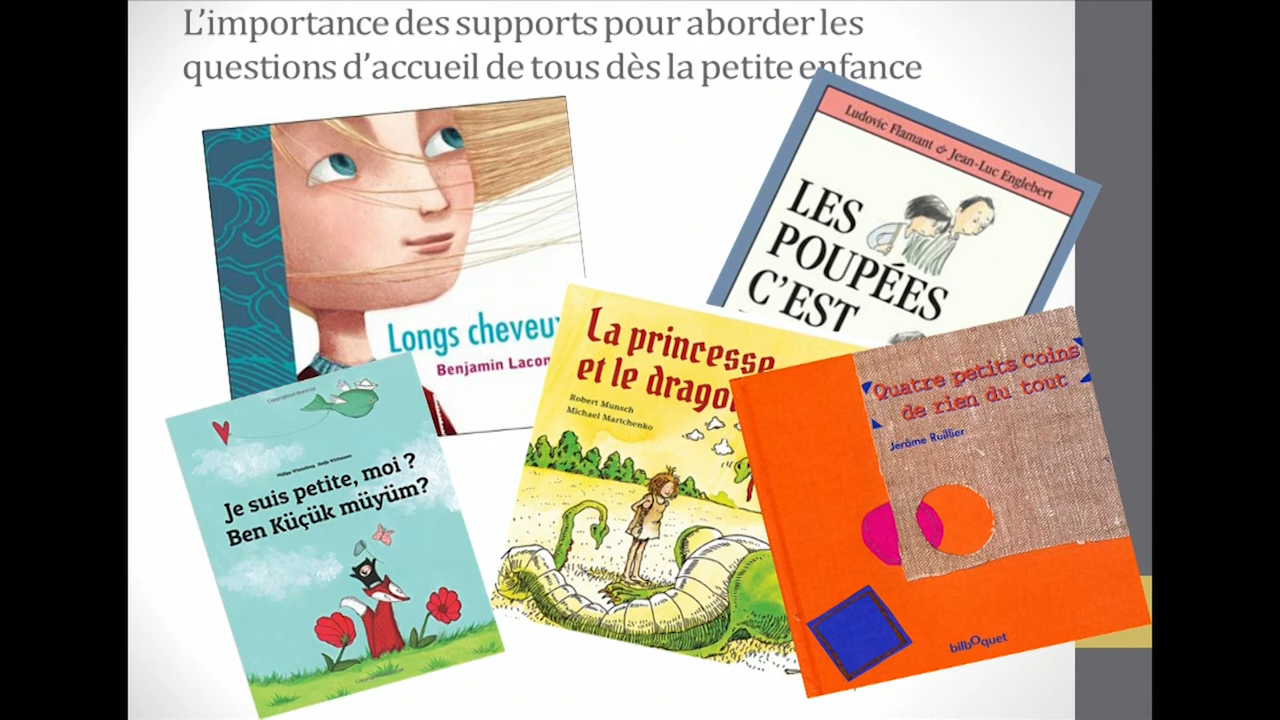 L'importance des supports pour aborder les
questions d'accueil de tous dès la petite enfance
Ludovic Flamant & Jean-Luc Englebert
LES
POUPÉES
C'EST
Longs cheveux
Benjamin Lacom
La princesse
et le drago
Robert Munsch
Michael Martchenko
Quatre petits coins
de rien du tout
Jérôme Ruillier
bilboquet
Je suis petite, moi ?
Ben Küçük müyüm?